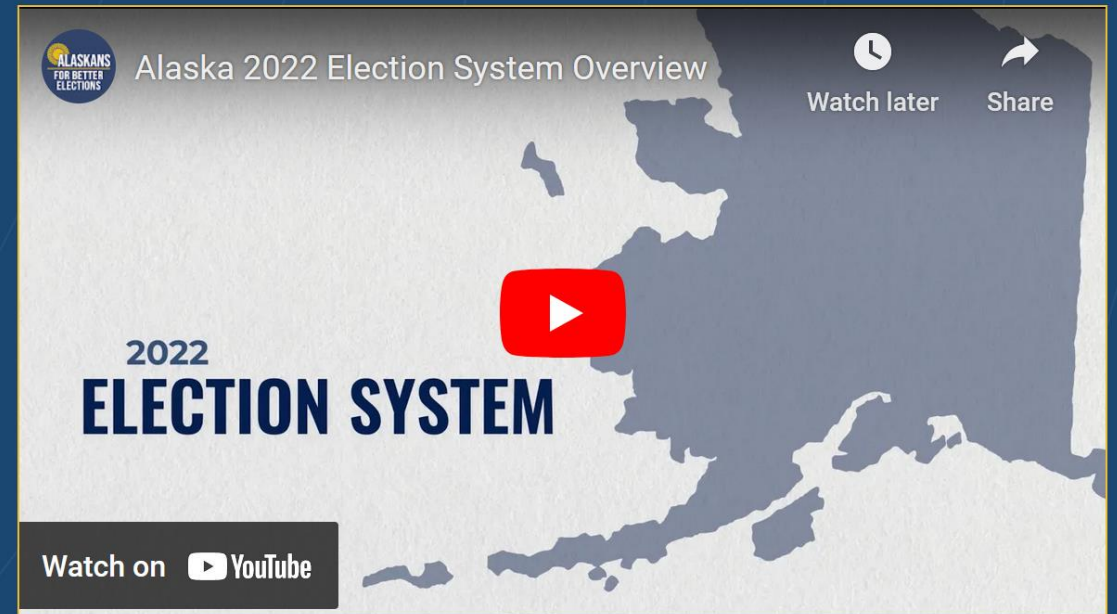 ALASKANS
FOR BETTER
ELECTIONS
Alaska 2022 Election System Overview
Watch later
Share
2022
ELECTION SYSTEM
Watch on YouTube